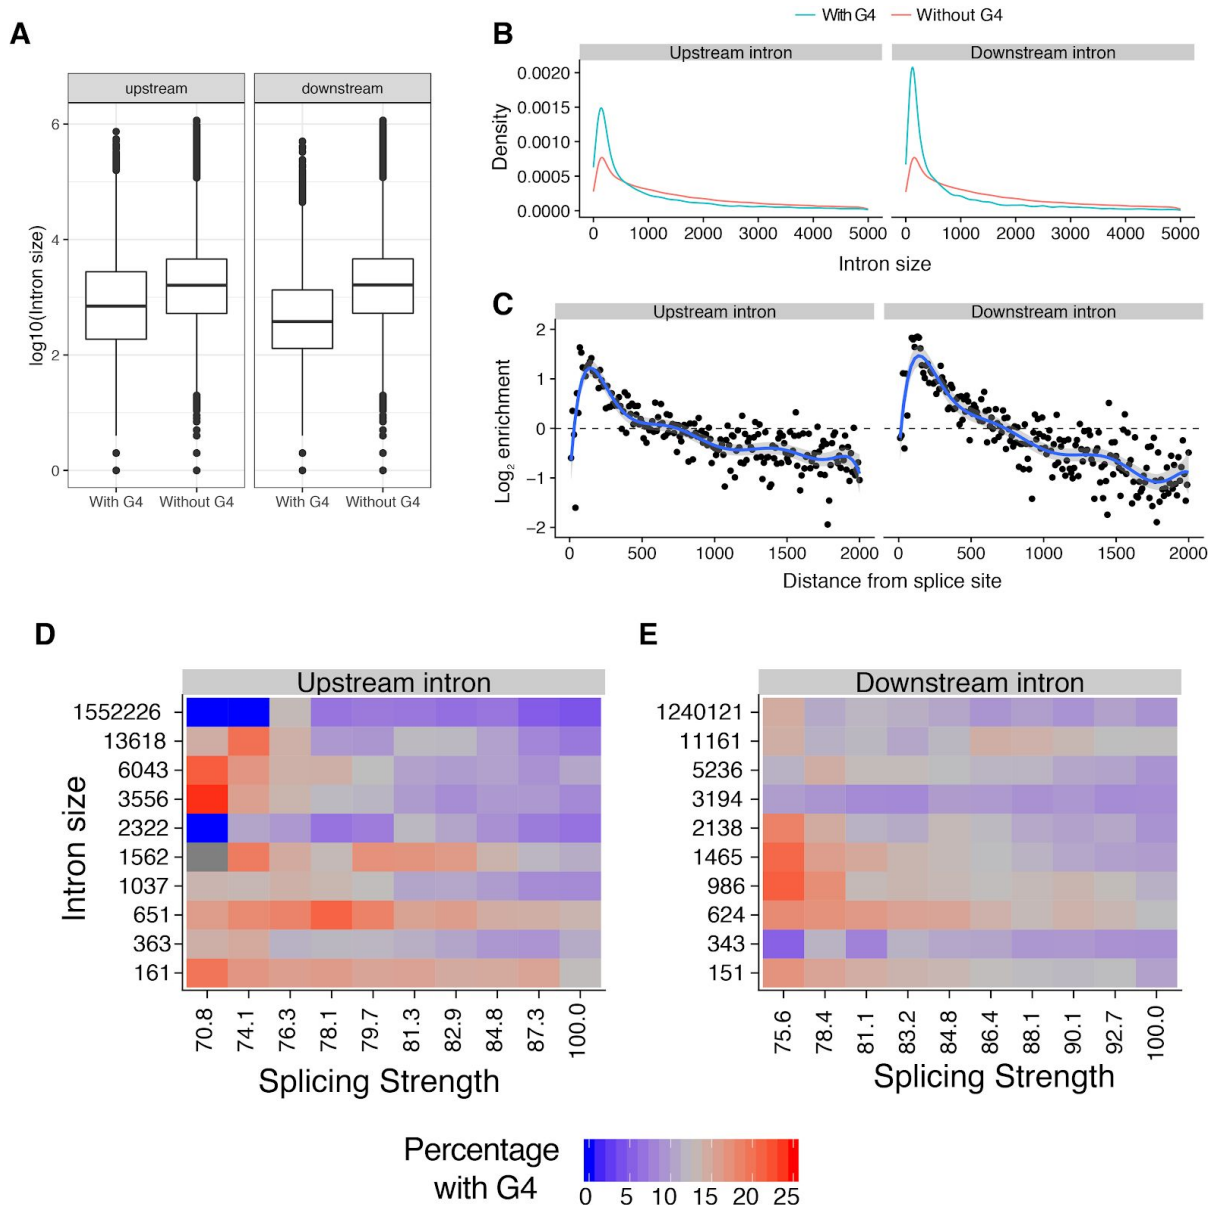 A
upstream
downstream
6
4
2
0
log10(Intron size)
With G4
Without G4
With G4
Without G4
B
With G4
Without G4
Upstream intron
Downstream intron
0.0020
0.0015
0.0010
0.0005
0.0000
Density
0 1000 2000 3000 4000 5000
0 1000 2000 3000 4000 5000
Intron size
C
Upstream intron
Downstream intron
2
1
0
−1
−2
Log₂ enrichment
0 500 1000 1500 2000
0 500 1000 1500 2000
Distance from splice site
D
Upstream intron
1552226
13618
6043
3556
2322
1562
1037
651
363
161
Intron size
70.8 74.1 76.3 78.1 79.7 81.3 82.9 84.8 87.3 100.0
Splicing Strength
E
Downstream intron
1240121
11161
5236
3194
2138
1465
986
624
343
151
75.6 78.4 81.1 83.2 84.8 86.4 88.1 90.1 92.7 100.0
Splicing Strength
Percentage
with G4
0 5 10 15 20 25